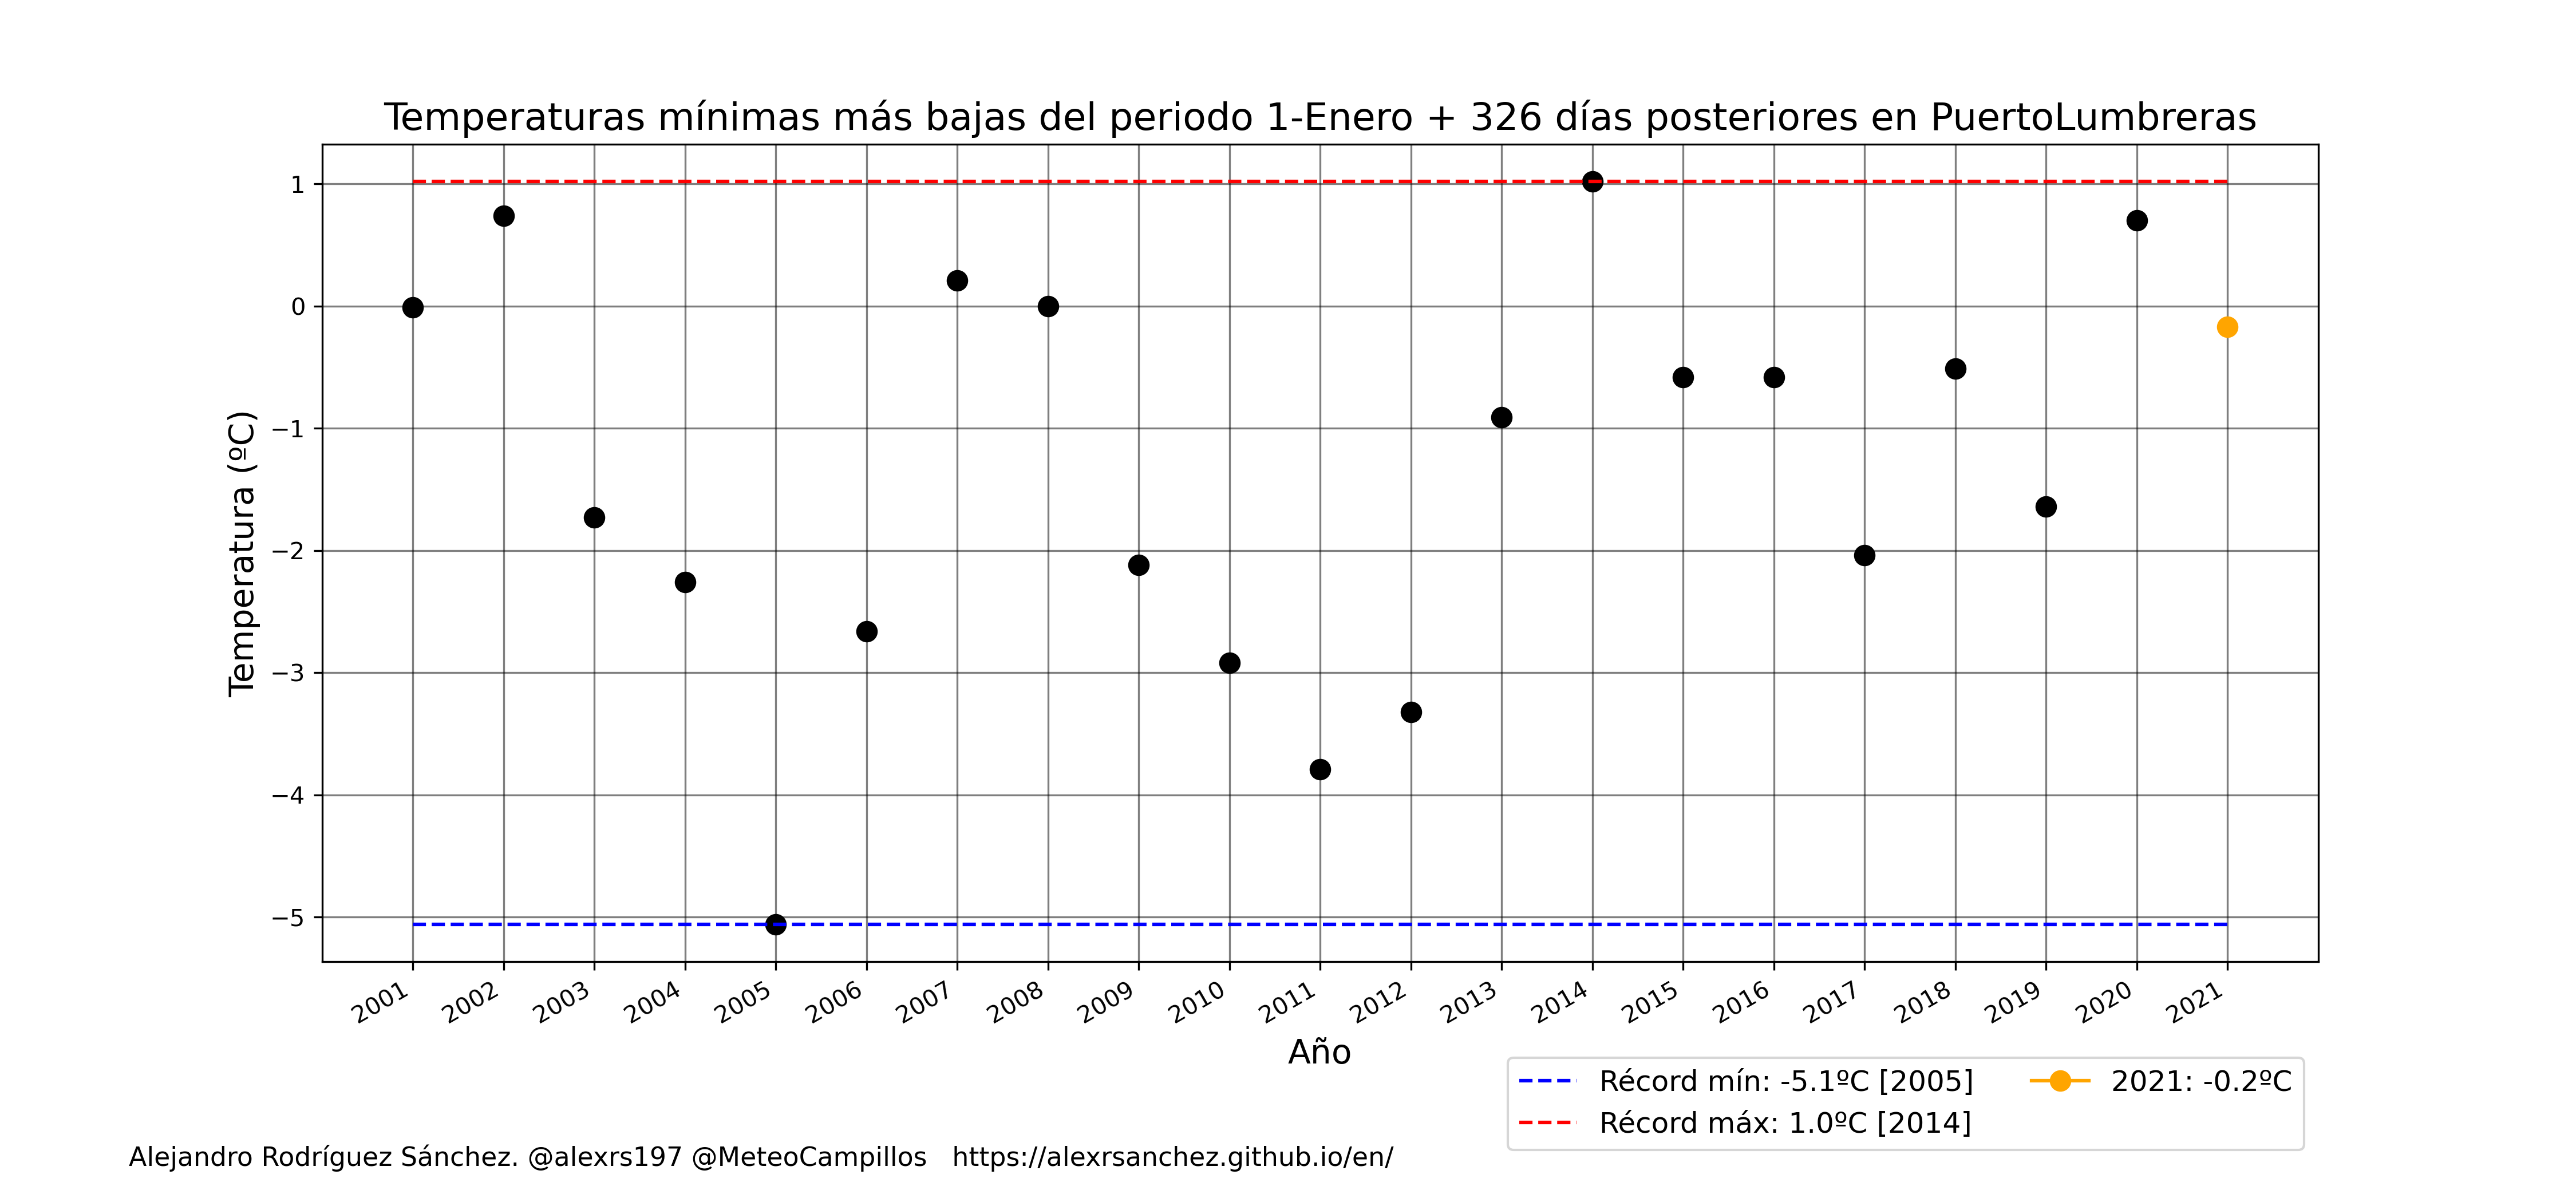 Temperaturas mínimas más bajas del periodo 1-Enero + 326 días posteriores en PuertoLumbreras
Temperatura (ºC)
1
0
−1
−2
−3
−4
−5
2001 2002 2003 2004 2005 2006 2007 2008 2009 2010 2011 2012 2013 2014 2015 2016 2017 2018 2019 2020 2021
Año
Récord mín: -5.1ºC [2005]
Récord máx: 1.0ºC [2014]
2021: -0.2ºC
Alejandro Rodríguez Sánchez. @alexrs197 @MeteoCampillos   https://alexrsanchez.github.io/en/